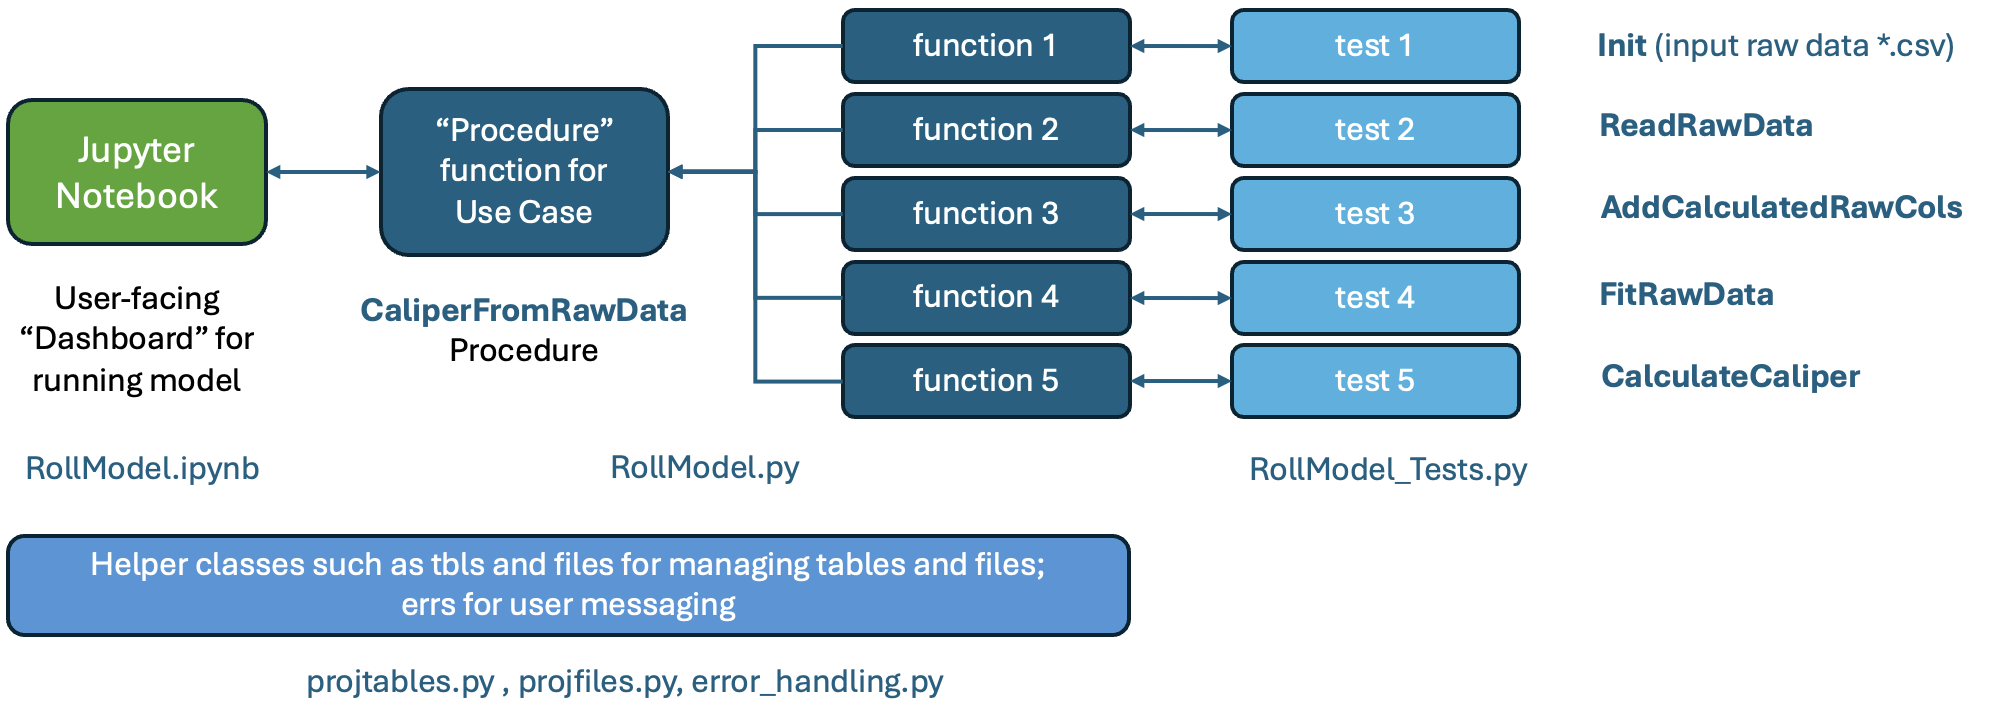 function 1
test 1
Init (input raw data *.csv)
function 2
test 2
ReadRawData
function 3
test 3
AddCalculatedRawCols
function 4
test 4
FitRawData
function 5
test 5
CalculateCaliper
Jupyter
Notebook
“Procedure”
function for
Use Case
User-facing
“Dashboard” for
running model
CaliperFromRawData
Procedure
RollModel.ipynb
RollModel.py
RollModel_Tests.py
Helper classes such as tbls and files for managing tables and files;
errs for user messaging
projtables.py , projfiles.py, error_handling.py